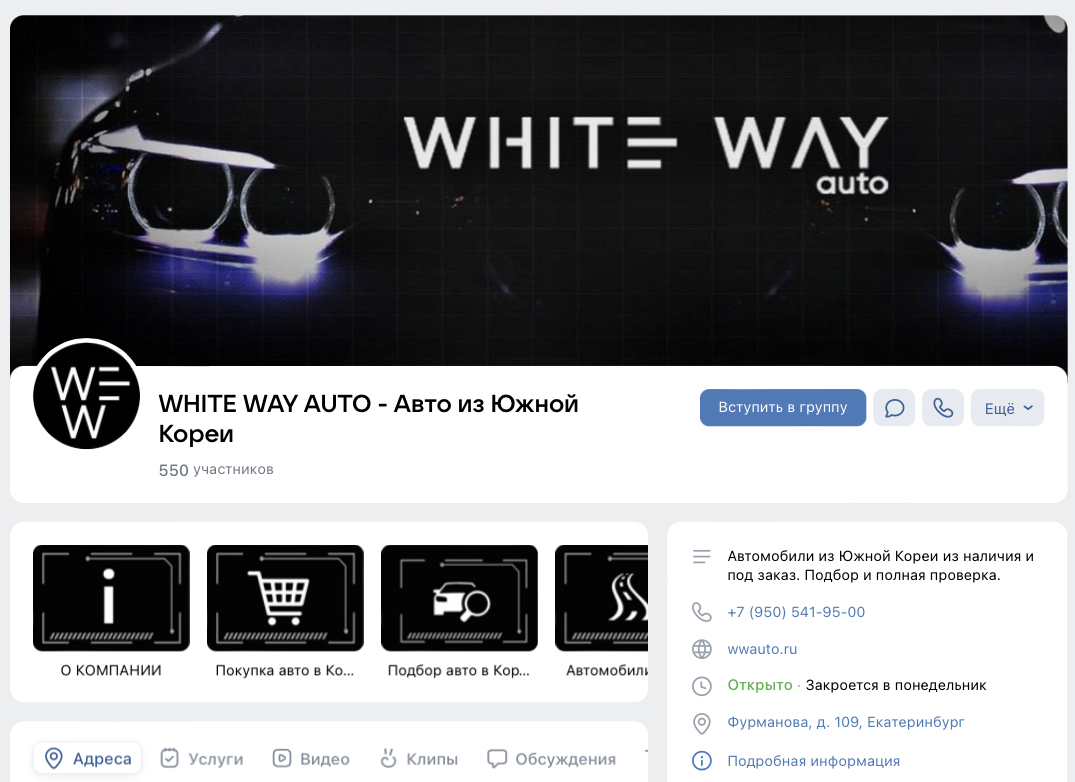 WHITE WAY
auto
WEW
WHITE WAY AUTO - Авто из Южной
Кореи
550 участников
Вступить в группу
Ещё
О КОМПАНИИ
Покупка авто в Ко...
Подбор авто в Кор...
Автомобили
Адреса
Услуги
Видео
Клипы
Обсуждения
Автомобили из Южной Кореи из наличия и
под заказ. Подбор и полная проверка.
+7 (950) 541-95-00
wwauto.ru
Открыто · Закроется в понедельник
Фурманова, д. 109, Екатеринбург
Подробная информация